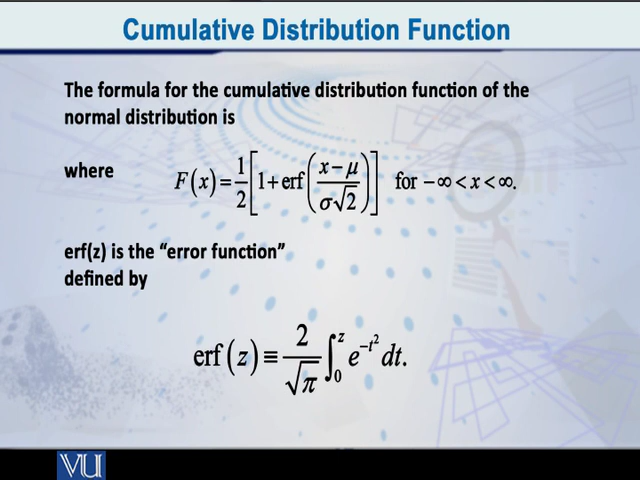 Cumulative Distribution Function
The formula for the cumulative distribution function of the
normal distribution is
where
F(x)=1/2[1+erf((x−μ)/(σ√2))] for −∞<x<∞.
erf(z) is the “error function”
defined by
erf(z)≡2/√π ∫₀ᶻ e^(−t²) dt.
VU